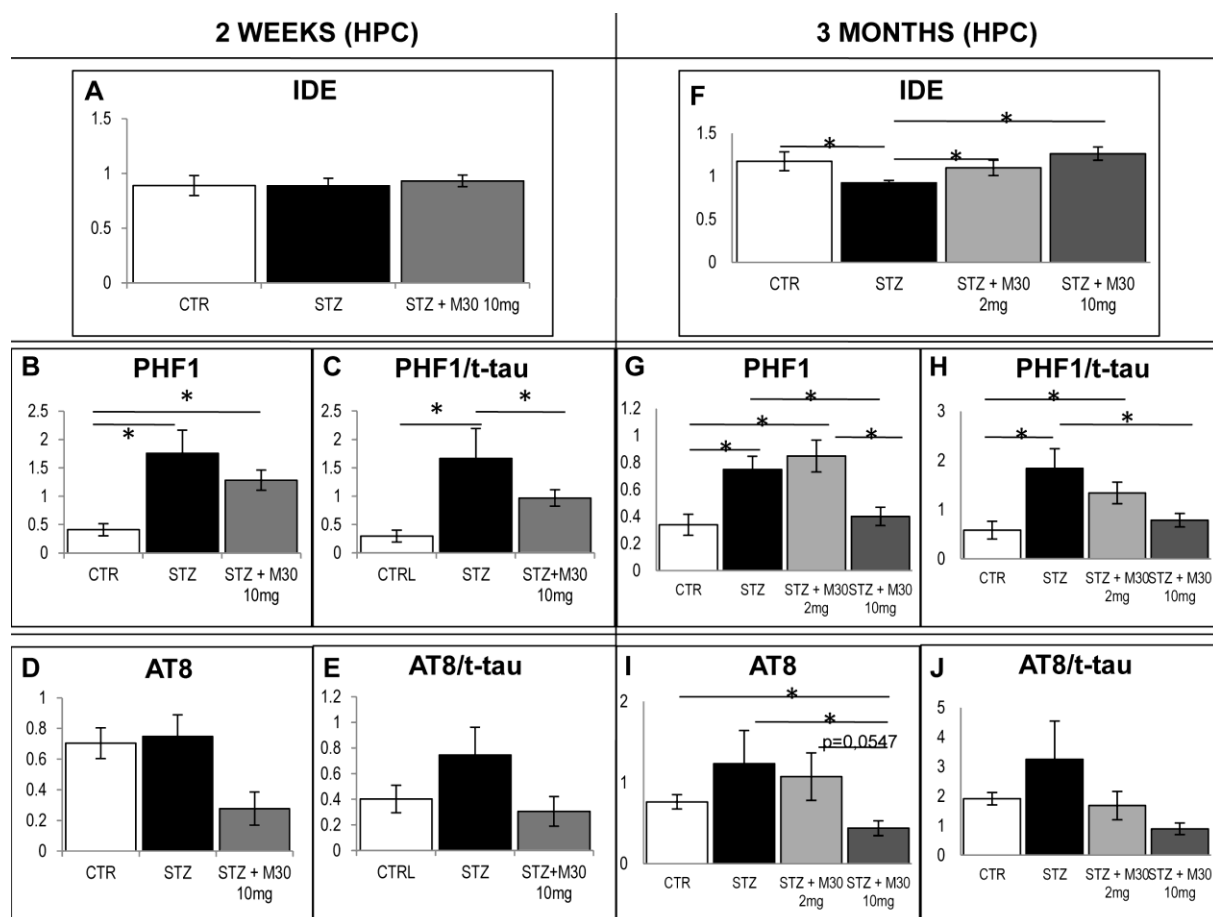 2 WEEKS (HPC)
3 MONTHS (HPC)
A
IDE
1.5
1
0.5
0
CTR
STZ
STZ + M30 10mg
F
IDE
1.5
1
0.5
0
*
*
*
CTR
STZ
STZ + M30
2mg
STZ + M30
10mg
B
PHF1
2.5
2
1.5
1
0.5
0
*
*
CTR
STZ
STZ + M30
10mg
C
PHF1/t-tau
2.5
2
1.5
1
0.5
0
*
*
CTRL
STZ
STZ+M30
10mg
G
PHF1
1.2
1
0.8
0.6
0.4
0.2
0
*
*
*
*
CTR
STZ
STZ + M30
2mg
STZ + M30
10mg
H
PHF1/t-tau
3
2
1
0
*
*
*
CTR
STZ
STZ + M30
2mg
STZ + M30
10mg
D
AT8
1
0.8
0.6
0.4
0.2
0
CTR
STZ
STZ + M30
10mg
E
AT8/t-tau
1.2
1
0.8
0.6
0.4
0.2
0
CTRL
STZ
STZ+M30
10mg
I
AT8
2
1
0
*
*
p=0,0547
CTR
STZ
STZ + M30
2mg
STZ + M30
10mg
J
AT8/t-tau
5
4
3
2
1
0
CTR
STZ
STZ + M30
2mg
STZ + M30
10mg